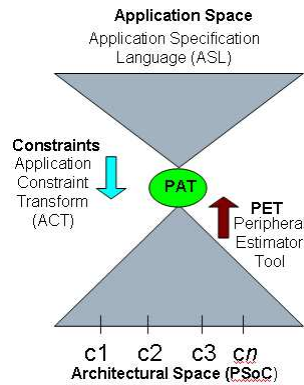 Application Space
Application Specification
Language (ASL)
Constraints
Application
Constraint
Transform
(ACT)
PAT
PET
Periphera
Estimator
Tool
c1 c2 c3 cn
Architectural Space (PSoC)